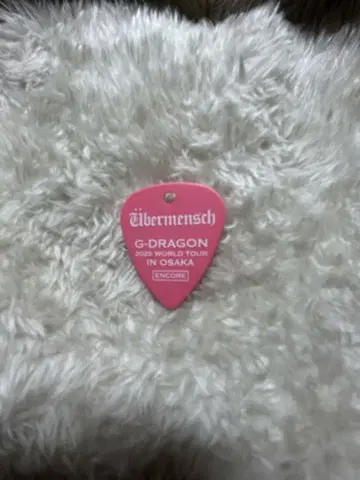 Übermensch
G-DRAGON
2025 WORLD TOUR
IN OSAKA
ENCORE